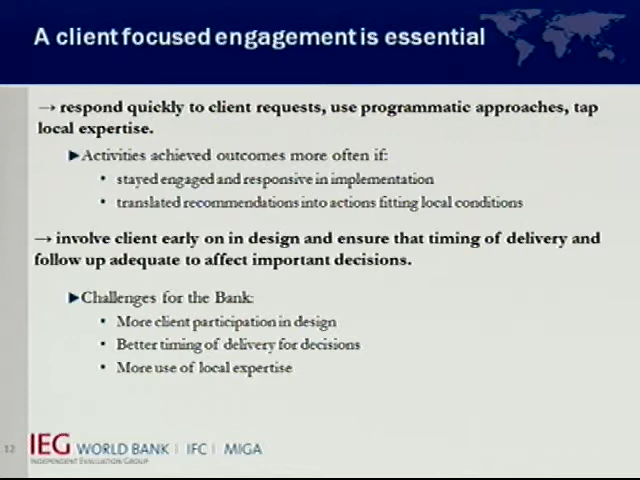 A client focused engagement is essential
→ respond quickly to client requests, use programmatic approaches, tap
local expertise.
►Activities achieved outcomes more often if:
• stayed engaged and responsive in implementation
• translated recommendations into actions fitting local conditions
→ involve client early on in design and ensure that timing of delivery and
follow up adequate to affect important decisions.
►Challenges for the Bank:
• More client participation in design
• Better timing of delivery for decisions
• More use of local expertise
12
IEG WORLD BANK | IFC | MIGA
INDEPENDENT EVALUATION GROUP